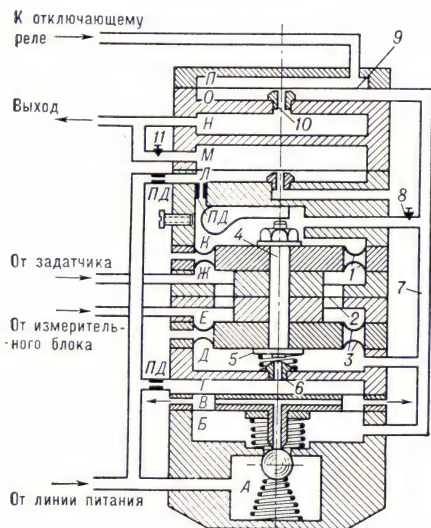 К отключающему
реле
9
П
О
Выход
Н
10
11
М
Л
ПД
ПД
8
К
4
От задатчика
Ж
1
7
Е
2
От измеритель-
ного блока
Д
3
5
6
ПД
Г
В
Б
А
От линии питания